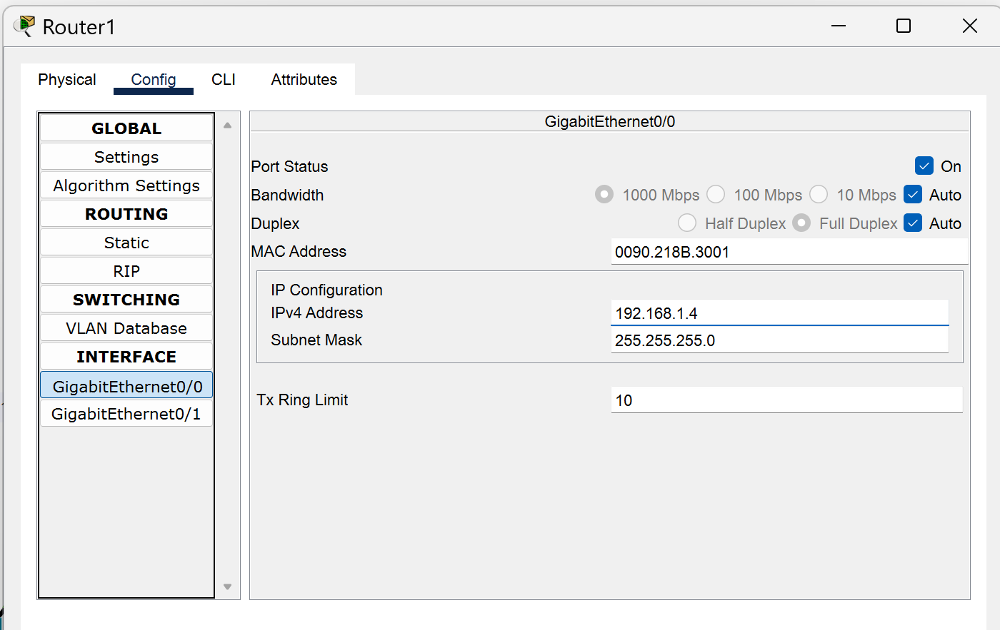 Router1
Physical Config CLI Attributes
GLOBAL
Settings
Algorithm Settings
ROUTING
Static
RIP
SWITCHING
VLAN Database
INTERFACE
GigabitEthernet0/0
GigabitEthernet0/1
GigabitEthernet0/0
Port Status On
Bandwidth 1000 Mbps 100 Mbps 10 Mbps Auto
Duplex Half Duplex Full Duplex Auto
MAC Address 0090.218B.3001
IP Configuration
IPv4 Address 192.168.1.4
Subnet Mask 255.255.255.0
Tx Ring Limit 10